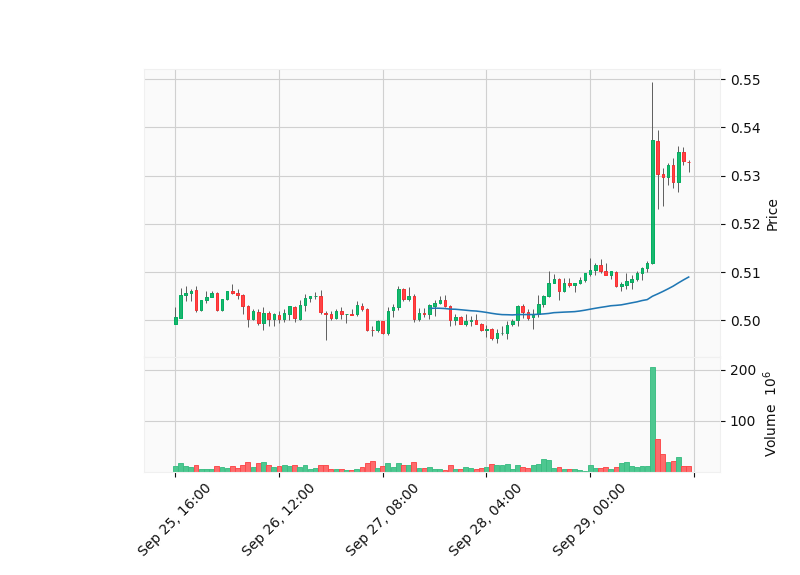 0.55
0.54
0.53
0.52
0.51
0.50
Price
200
100
Volume 10^6
Sep 25, 16:00
Sep 26, 12:00
Sep 27, 08:00
Sep 28, 04:00
Sep 29, 00:00